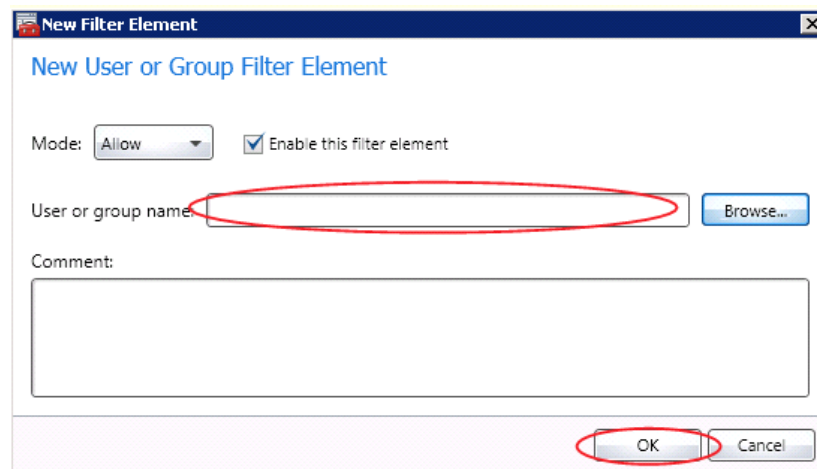 New Filter Element
New User or Group Filter Element
Mode: Allow Enable this filter element
User or group name: Browse...
Comment:
OK Cancel